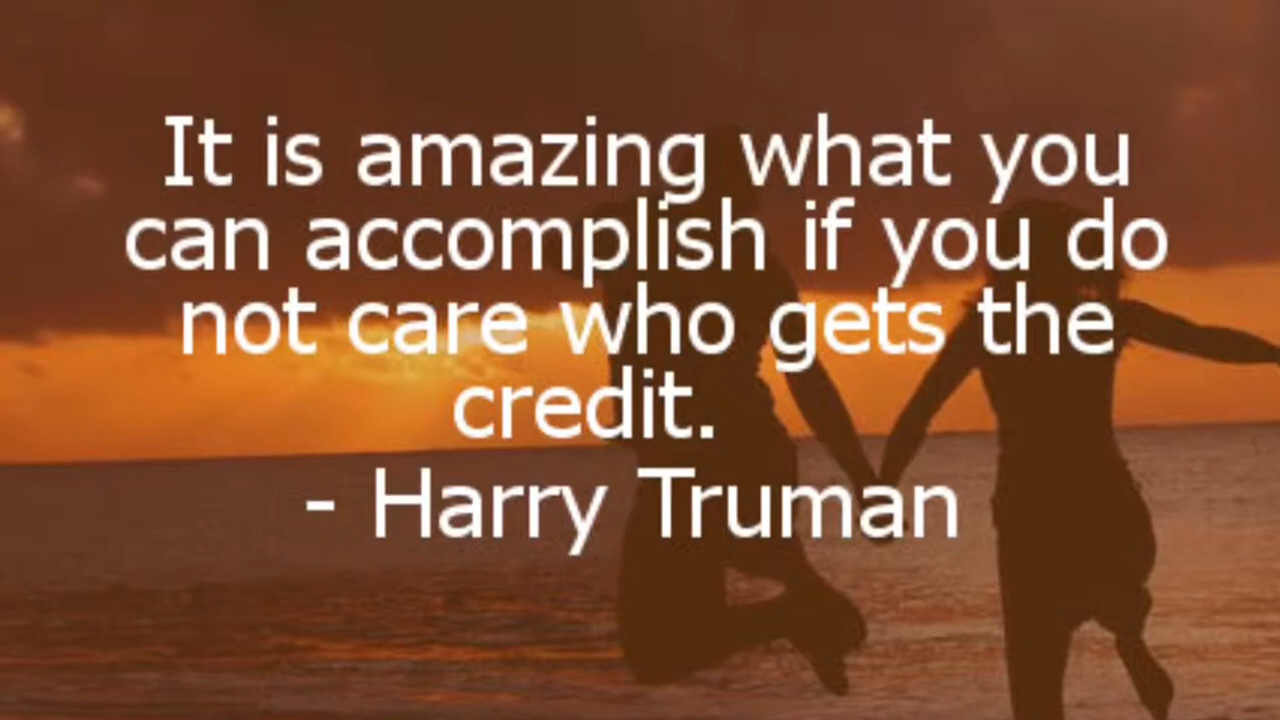 It is amazing what you
can accomplish if you do
not care who gets the
credit.
- Harry Truman